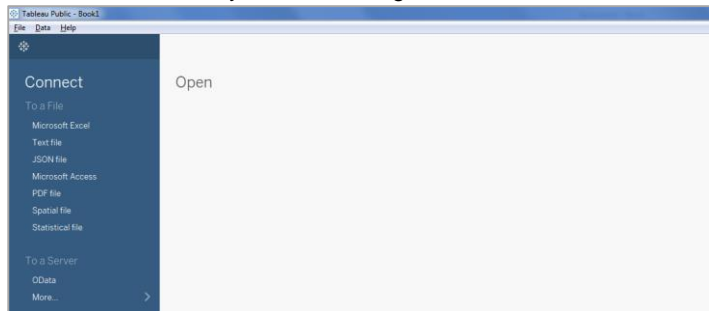 Tableau Public - Book1
File Data Help
Connect
Open
To a File
Microsoft Excel
Text file
JSON file
Microsoft Access
PDF file
Spatial file
Statistical file
To a Server
OData
More...